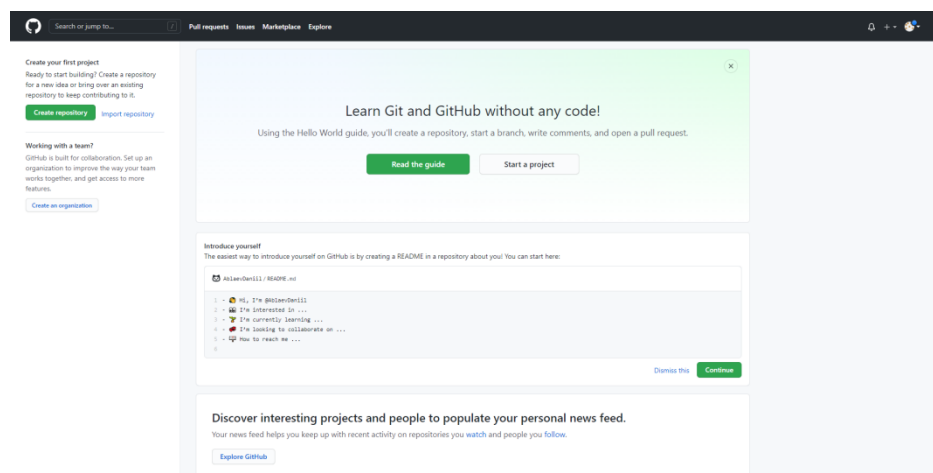 Search or jump to... /
Pull requests Issues Marketplace Explore
Create your first project
Ready to start building? Create a repository
for a new idea or bring over an existing
repository to keep contributing to it.
Create repository Import repository
Working with a team?
GitHub is built for collaboration. Set up an
organization to improve the way your team
works together, and get access to more
features.
Create an organization
Learn Git and GitHub without any code!
Using the Hello World guide, you'll create a repository, start a branch, write comments, and open a pull request.
Read the guide Start a project
Introduce yourself
The easiest way to introduce yourself on GitHub is by creating a README in a repository about you! You can start here:
AblaevDaniil / README.md
1 - 👋 Hi, I'm @AblaevDaniil
2 - 👀 I'm interested in ...
3 - 🌱 I'm currently learning ...
4 - 💞️ I'm looking to collaborate on ...
5 - 📫 How to reach me ...
6
Dismiss this Continue
Discover interesting projects and people to populate your personal news feed.
Your news feed helps you keep up with recent activity on repositories you watch and people you follow.
Explore GitHub